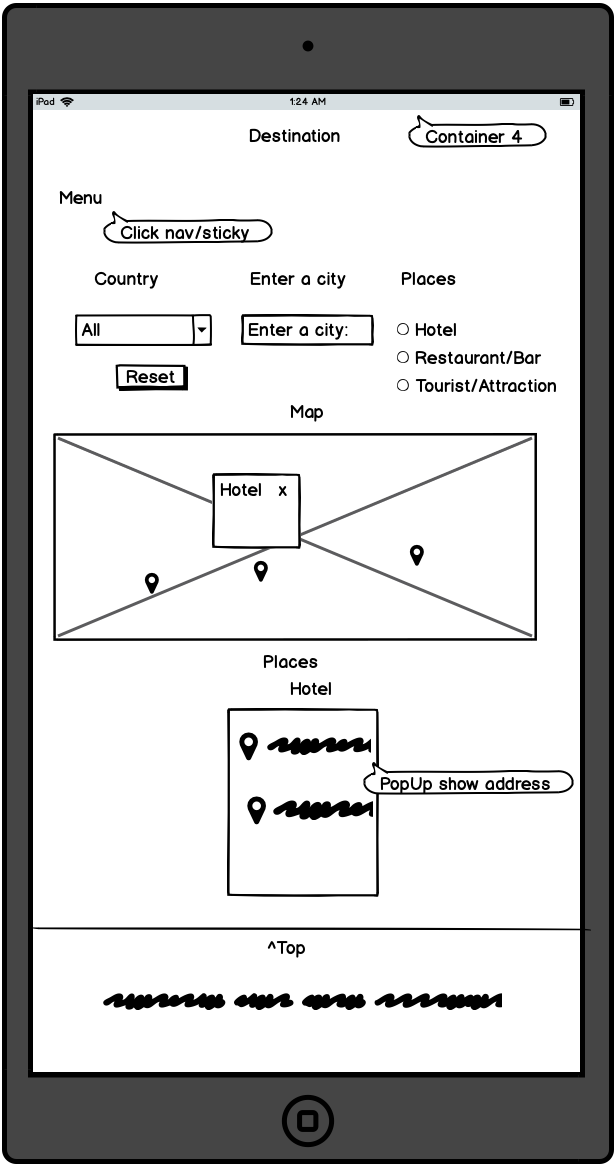 iPad 1:24 AM
Destination
Container 4
Menu
Click nav/sticky
Country
Enter a city
Places
All
Enter a city:
Hotel
Restaurant/Bar
Tourist/Attraction
Reset
Map
Hotel x
Places
Hotel
PopUp show address
^Top